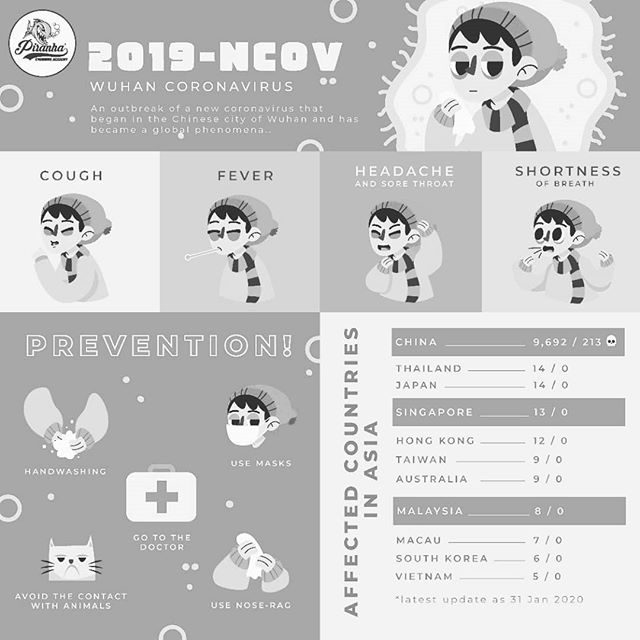 Piranha
2019-NCOV
WUHAN CORONAVIRUS
An outbreak of a new coronavirus that
began in the Chinese city of Wuhan and has
became a global phenomena..
COUGH
FEVER
HEADACHE
AND SORE THROAT
SHORTNESS
OF BREATH
PREVENTION!
HANDWASHING
USE MASKS
GO TO THE
DOCTOR
AVOID THE CONTACT
WITH ANIMALS
USE NOSE-RAG
AFFECTED COUNTRIES
IN ASIA
CHINA 9,692 / 213
THAILAND 14 / 0
JAPAN 14 / 0
SINGAPORE 13 / 0
HONG KONG 12 / 0
TAIWAN 9 / 0
AUSTRALIA 9 / 0
MALAYSIA 8 / 0
MACAU 7 / 0
SOUTH KOREA 6 / 0
VIETNAM 5 / 0
*latest update as 31 Jan 2020